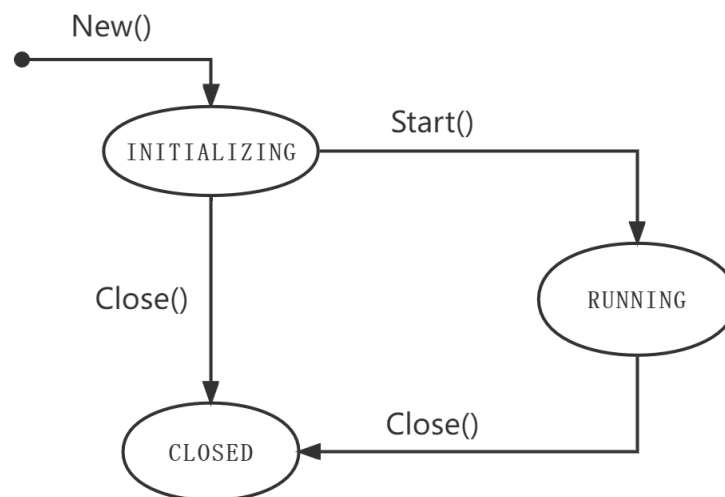 New()
Start()
INITIALIZING
Close()
RUNNING
Close()
CLOSED